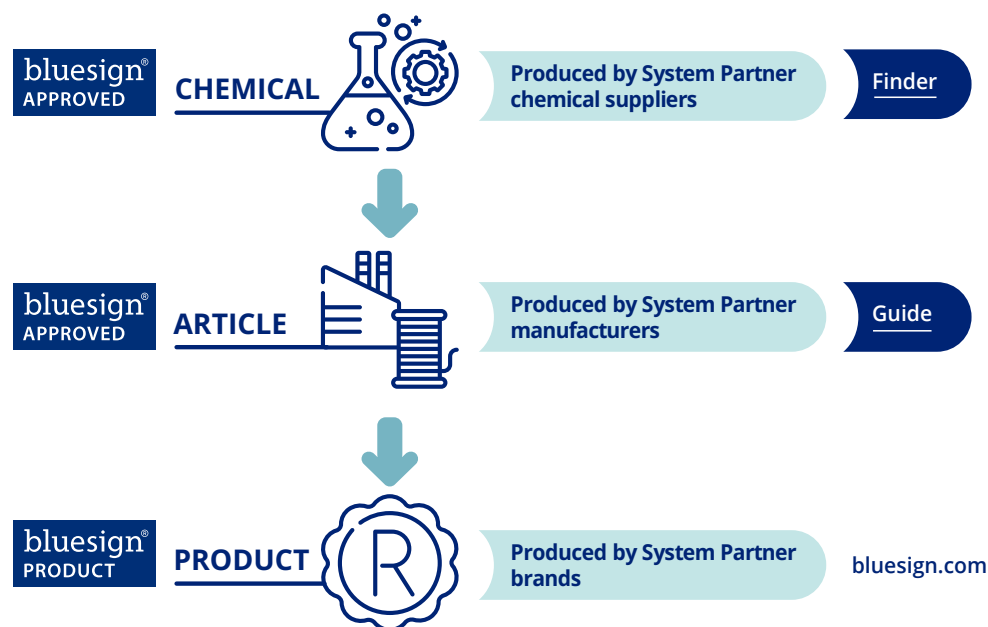 bluesign®
APPROVED
CHEMICAL
Produced by System Partner
chemical suppliers
Finder
bluesign®
APPROVED
ARTICLE
Produced by System Partner
manufacturers
Guide
bluesign®
PRODUCT
PRODUCT
R
Produced by System Partner
brands
bluesign.com